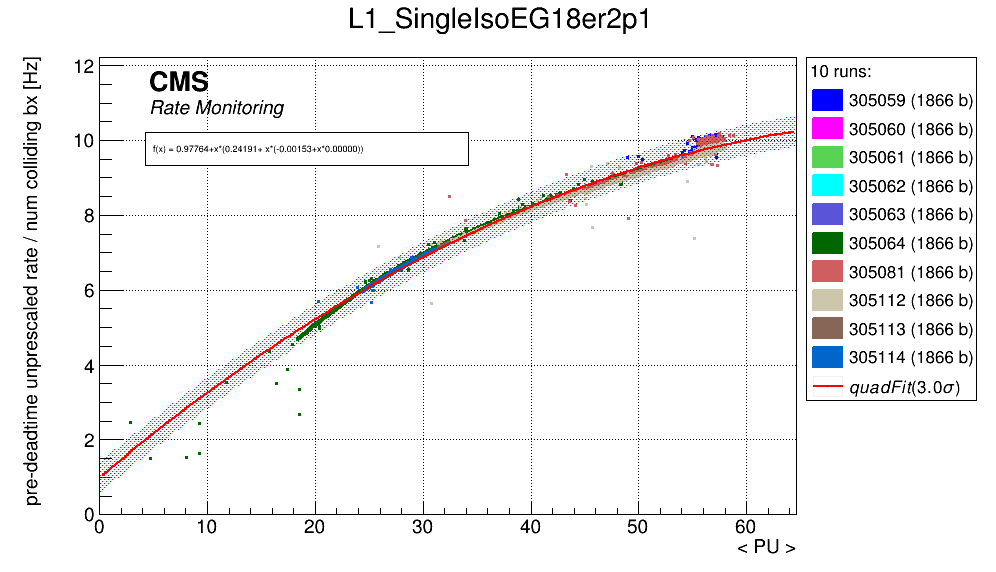 L1_SingleIsoEG18er2p1
pre-deadtime unprescaled rate / num colliding bx [Hz]
CMS
Rate Monitoring
f(x) = 0.97764+x*(0.24191+ x*(-0.00153+x*0.00000))
12
10
8
6
4
2
0
0 10 20 30 40 50 60
< PU >
10 runs:
305059 (1866 b)
305060 (1866 b)
305061 (1866 b)
305062 (1866 b)
305063 (1866 b)
305064 (1866 b)
305081 (1866 b)
305112 (1866 b)
305113 (1866 b)
305114 (1866 b)
quadFit(3.0σ)